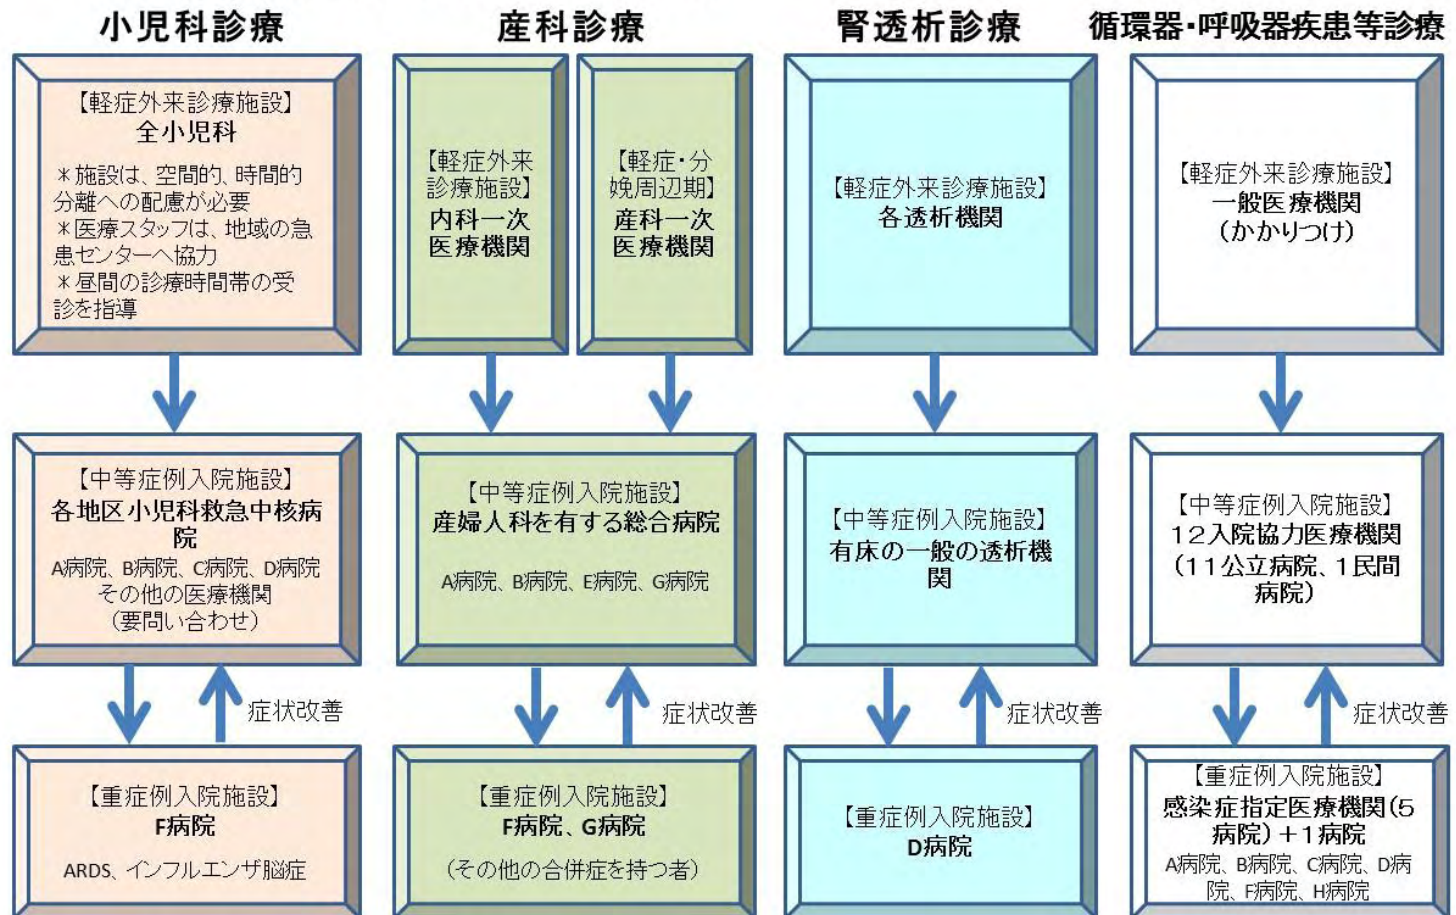 小児科診療
【軽症外来診療施設】
全小児科
＊施設は、空間的、時間的
分離への配慮が必要
＊医療スタッフは、地域の急
患センターへ協力
＊昼間の診療時間帯の受
診を指導
【中等症例入院施設】
各地区小児科救急中核病
院
A病院、B病院、C病院、D病院
その他の医療機関
（要問い合わせ）
症状改善
【重症例入院施設】
F病院
ARDS、インフルエンザ脳症
産科診療
【軽症外来
診療施設】
内科一次
医療機関
【軽症・分
娩周辺期】
産科一次
医療機関
【中等症例入院施設】
産婦人科を有する総合病院
A病院、B病院、E病院、G病院
症状改善
【重症例入院施設】
F病院、G病院
（その他の合併症を持つ者）
腎透析診療
【軽症外来診療施設】
各透析機関
【中等症例入院施設】
有床の一般の透析機
関
症状改善
【重症例入院施設】
D病院
循環器・呼吸器疾患等診療
【軽症外来診療施設】
一般医療機関
（かかりつけ）
【中等症例入院施設】
１２入院協力医療機関
（１１公立病院、１民間
病院）
症状改善
【重症例入院施設】
感染症指定医療機関（５
病院）＋１病院
A病院、B病院、C病院、D病
院、F病院、H病院